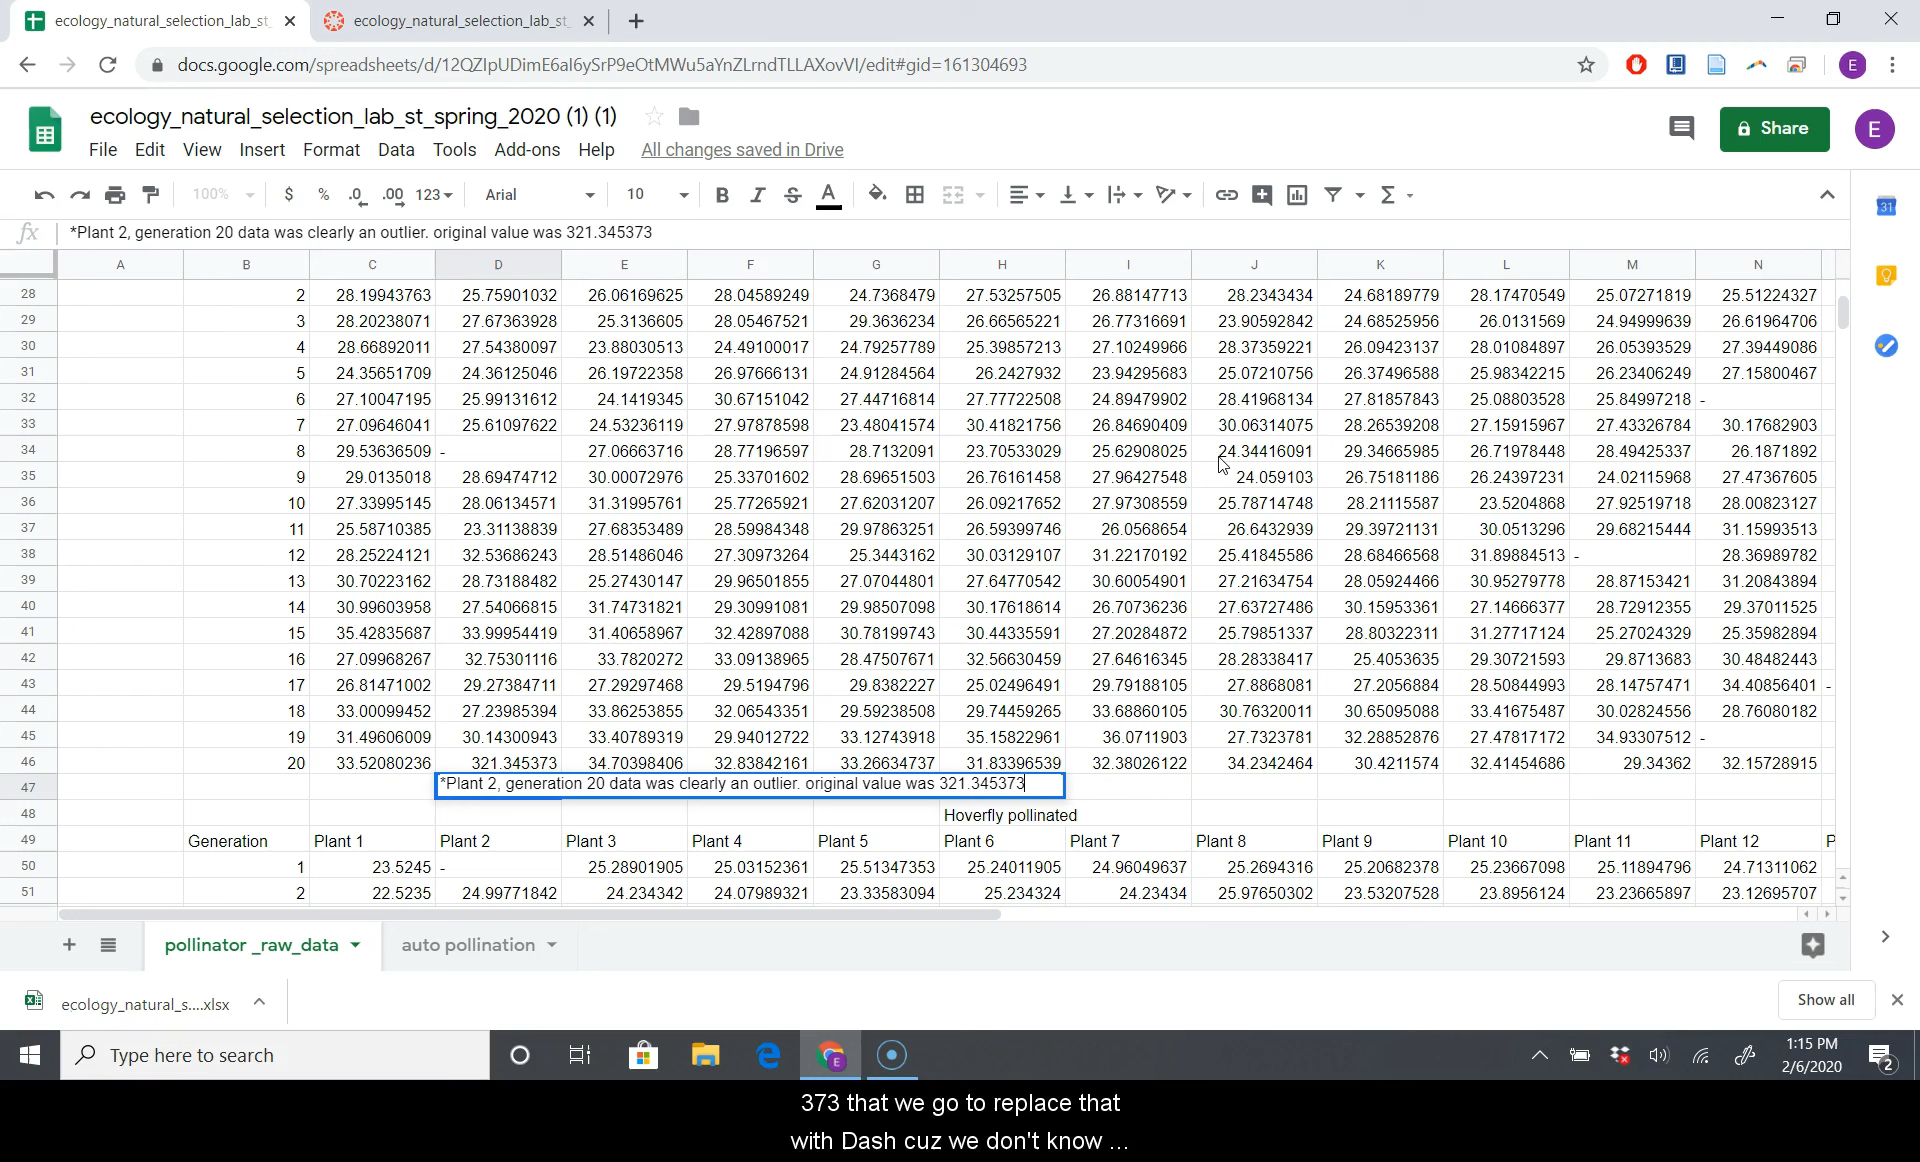 ecology_natural_selection_lab_st_ ecology_natural_selection_lab_st_
docs.google.com/spreadsheets/d/12QZIpUDimE6aI6ySrP9eOtMWu5aYnZLrndTLLAXovVI/edit#gid=161304693 E
ecology_natural_selection_lab_st_spring_2020 (1) (1) Share E
File Edit View Insert Format Data Tools Add-ons Help All changes saved in Drive
100% $ % .0 .00 123 Arial 10 B I S A Σ 31
fx *Plant 2, generation 20 data was clearly an outlier. original value was 321.345373
A B C D E F G H I J K L M N
28 2 28.19943763 25.75901032 26.06169625 28.04589249 24.7368479 27.53257505 26.88147713 28.2343434 24.68189779 28.17470549 25.07271819 25.51224327
29 3 28.20238071 27.67363928 25.3136605 28.05467521 29.3636234 26.66565221 26.77316691 23.90592842 24.68525956 26.0131569 24.94999639 26.61964706
30 4 28.66892011 27.54380097 23.88030513 24.49100017 24.79257789 25.39857213 27.10249966 28.37359221 26.09423137 28.01084897 26.05393529 27.39449086
31 5 24.35651709 24.36125046 26.19722358 26.97666131 24.91284564 26.2427932 23.94295683 25.07210756 26.37496588 25.98342215 26.23406249 27.15800467
32 6 27.10047195 25.99131612 24.1419345 30.67151042 27.44716814 27.77722508 24.89479902 28.41968134 27.81857843 25.08803528 25.84997218 -
33 7 27.09646041 25.61097622 24.53236119 27.97878598 23.48041574 30.41821756 26.84690409 30.06314075 28.26539208 27.15915967 27.43326784 30.17682903
34 8 29.53636509 - 27.06663716 28.77196597 28.7132091 23.70533029 25.62908025 24.34416091 29.34665985 26.71978448 28.49425337 26.1871892
35 9 29.0135018 28.69474712 30.00072976 25.33701602 28.69651503 26.76161458 27.96427548 24.059103 26.75181186 26.24397231 24.02115968 27.47367605
36 10 27.33995145 28.06134571 31.31995761 25.77265921 27.62031207 26.09217652 27.97308559 25.78714748 28.21115587 23.5204868 27.92519718 28.00823127
37 11 25.58710385 23.31138839 27.68353489 28.59984348 29.97863251 26.59399746 26.0568654 26.6432939 29.39721131 30.0513296 29.68215444 31.15993513
38 12 28.25224121 32.53686243 28.51486046 27.30973264 25.3443162 30.03129107 31.22170192 25.41845586 28.68466568 31.89884513 - 28.36989782
39 13 30.70223162 28.73188482 25.27430147 29.96501855 27.07044801 27.64770542 30.60054901 27.21634754 28.05924466 30.95279778 28.87153421 31.20843894
40 14 30.99603958 27.54066815 31.74731821 29.30991081 29.98507098 30.17618614 26.70736236 27.63727486 30.15953361 27.14666377 28.72912355 29.37011525
41 15 35.42835687 33.99954419 31.40658967 32.42897088 30.78199743 30.44335591 27.20284872 25.79851337 28.80322311 31.27717124 25.27024329 25.35982894
42 16 27.09968267 32.75301116 33.7820272 33.09138965 28.47507671 32.56630459 27.64616345 28.28338417 25.4053635 29.30721593 29.8713683 30.48482443
43 17 26.81471002 29.27384711 27.29297468 29.5194796 29.8382227 25.02496491 29.79188105 27.8868081 27.2056884 28.50844993 28.14757471 34.40856401 -
44 18 33.00099452 27.23985394 33.86253855 32.06543351 29.59238508 29.74459265 33.68860105 30.76320011 30.65095088 33.41675487 30.02824556 28.76080182
45 19 31.49606009 30.14300943 33.40789319 29.94012722 33.12743918 35.15822961 36.0711903 27.7323781 32.28852876 27.47817172 34.93307512 -
46 20 33.52080236 321.345373 34.70398406 32.83842161 33.26634737 31.83396539 32.38026122 34.2342464 30.4211574 32.41454686 29.34362 32.15728915
47 *Plant 2, generation 20 data was clearly an outlier. original value was 321.345373
48 Hoverfly pollinated
49 Generation Plant 1 Plant 2 Plant 3 Plant 4 Plant 5 Plant 6 Plant 7 Plant 8 Plant 9 Plant 10 Plant 11 Plant 12 P
50 1 23.5245 - 25.28901905 25.03152361 25.51347353 25.24011905 24.96049637 25.2694316 25.20682378 25.23667098 25.11894796 24.71311062
51 2 22.5235 24.99771842 24.234342 24.07989321 23.33583094 25.234324 24.23434 25.97650302 23.53207528 23.8956124 23.23665897 23.12695707
pollinator _raw_data auto pollination
ecology_natural_s....xlsx Show all
Type here to search E 1:15 PM
2/6/2020 2
373 that we go to replace that
with Dash cuz we don't know ...